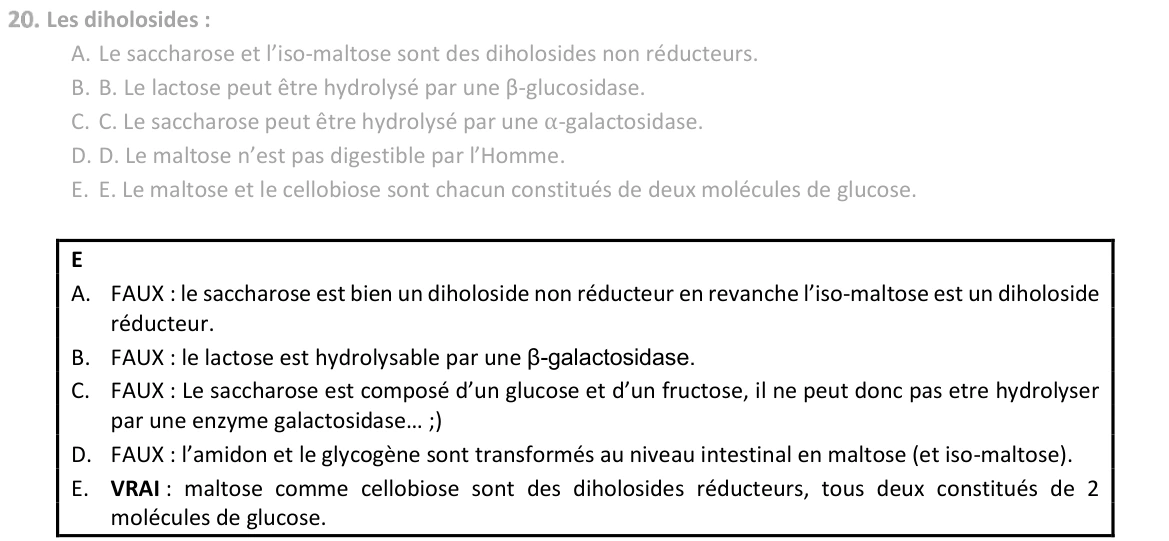 20. Les diholosides :
A. Le saccharose et l'iso-maltose sont des diholosides non réducteurs.
B. B. Le lactose peut être hydrolysé par une β-glucosidase.
C. C. Le saccharose peut être hydrolysé par une α-galactosidase.
D. D. Le maltose n'est pas digestible par l'Homme.
E. E. Le maltose et le cellobiose sont chacun constitués de deux molécules de glucose.
E
A. FAUX : le saccharose est bien un diholoside non réducteur en revanche l'iso-maltose est un diholoside
réducteur.
B. FAUX : le lactose est hydrolysable par une β-galactosidase.
C. FAUX : Le saccharose est composé d'un glucose et d'un fructose, il ne peut donc pas etre hydrolyser
par une enzyme galactosidase... ;)
D. FAUX : l'amidon et le glycogène sont transformés au niveau intestinal en maltose (et iso-maltose).
E. VRAI : maltose comme cellobiose sont des diholosides réducteurs, tous deux constitués de 2
molécules de glucose.